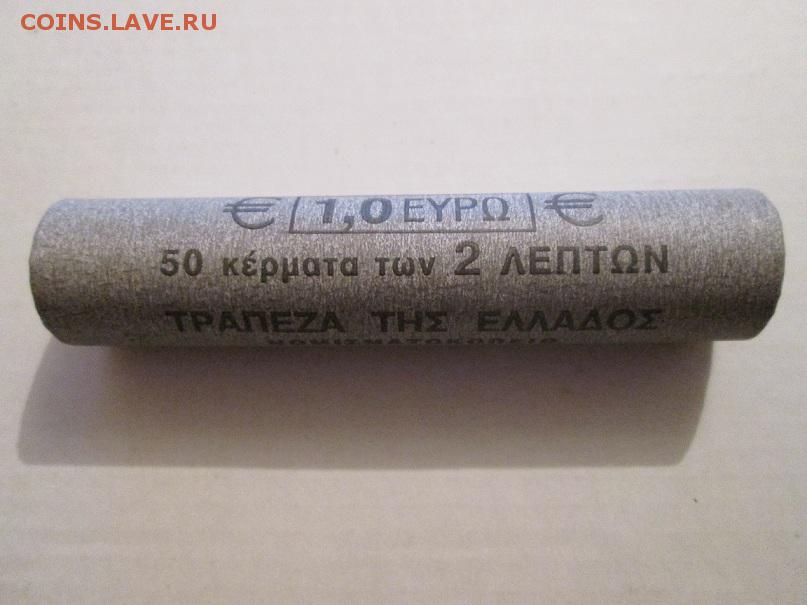 COINS.LAVE.RU
€ 1,0 ΕΥΡΩ €
50 κέρματα των 2 ΛΕΠΤΩΝ
ΤΡΑΠΕΖΑ ΤΗΣ ΕΛΛΑΔΟΣ